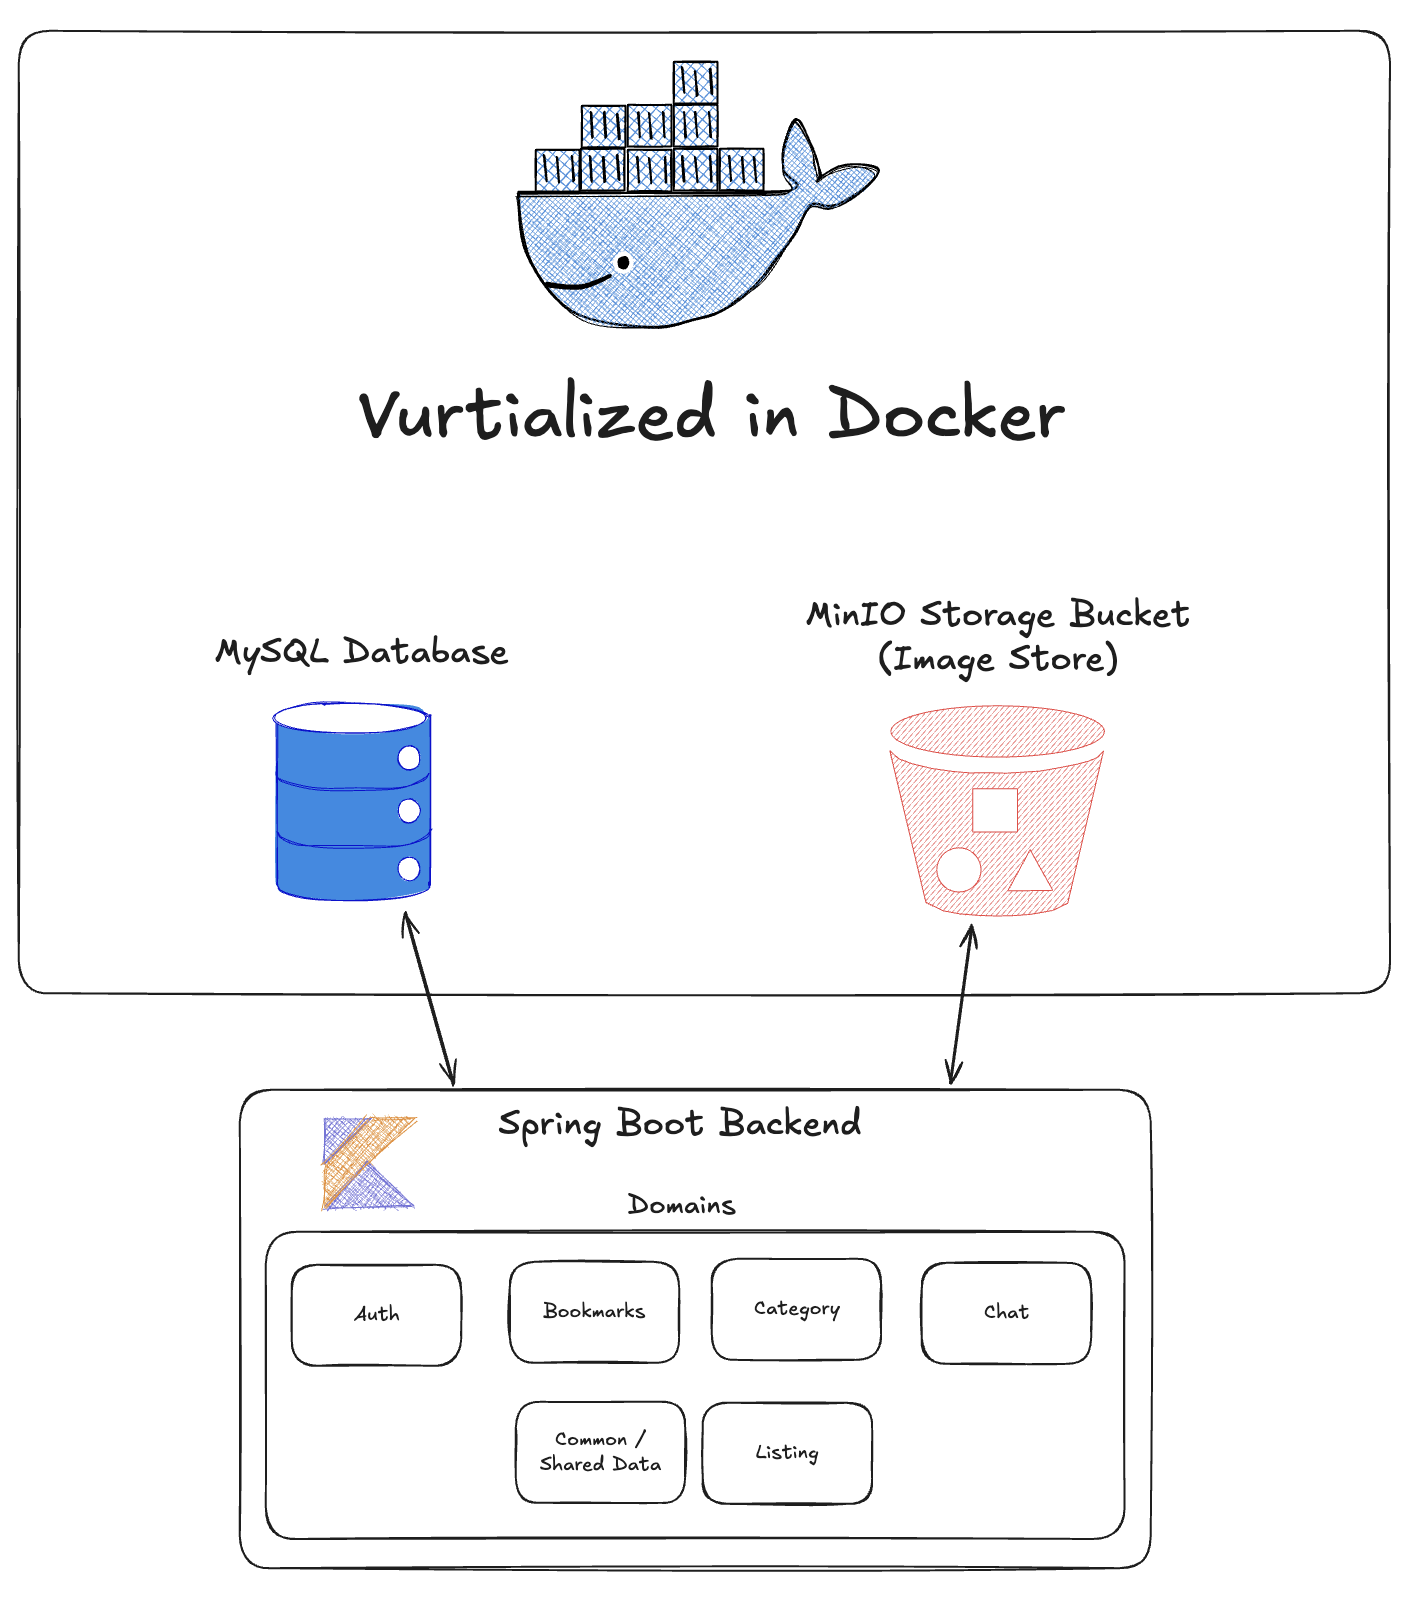 Vurtialized in Docker
MySQL Database
MinIO Storage Bucket
(Image Store)
Spring Boot Backend
Domains
Auth
Bookmarks
Category
Chat
Common /
Shared Data
Listing